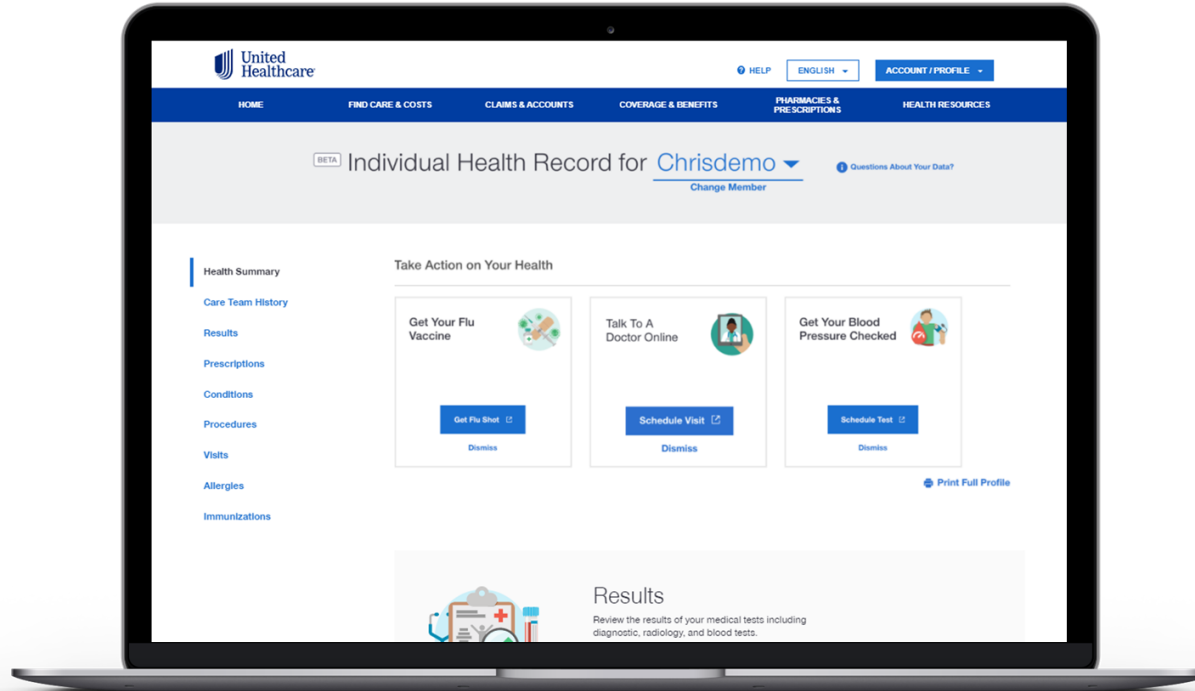 United
Healthcare
HELP
ENGLISH
ACCOUNT / PROFILE
HOME
FIND CARE & COSTS
CLAIMS & ACCOUNTS
COVERAGE & BENEFITS
PHARMACIES &
PRESCRIPTIONS
HEALTH RESOURCES
BETA
Individual Health Record for Chrisdemo
Change Member
Questions About Your Data?
Health Summary
Care Team History
Results
Prescriptions
Conditions
Procedures
Visits
Allergies
Immunizations
Take Action on Your Health
Get Your Flu
Vaccine
Get Flu Shot
Dismiss
Talk To A
Doctor Online
Schedule Visit
Dismiss
Get Your Blood
Pressure Checked
Schedule Test
Dismiss
Print Full Profile
Results
Review the results of your medical tests including
diagnostic, radiology, and blood tests.